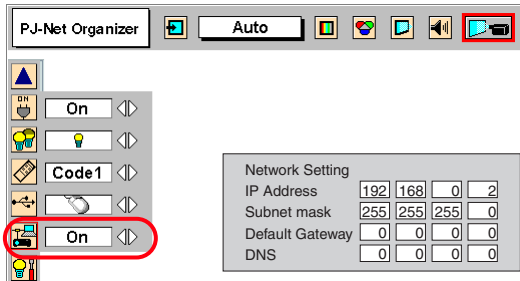 PJ-Net Organizer Auto
ON
On
Code1
On
Network Setting
IP Address 192 168 0 2
Subnet mask 255 255 255 0
Default Gateway 0 0 0 0
DNS 0 0 0 0